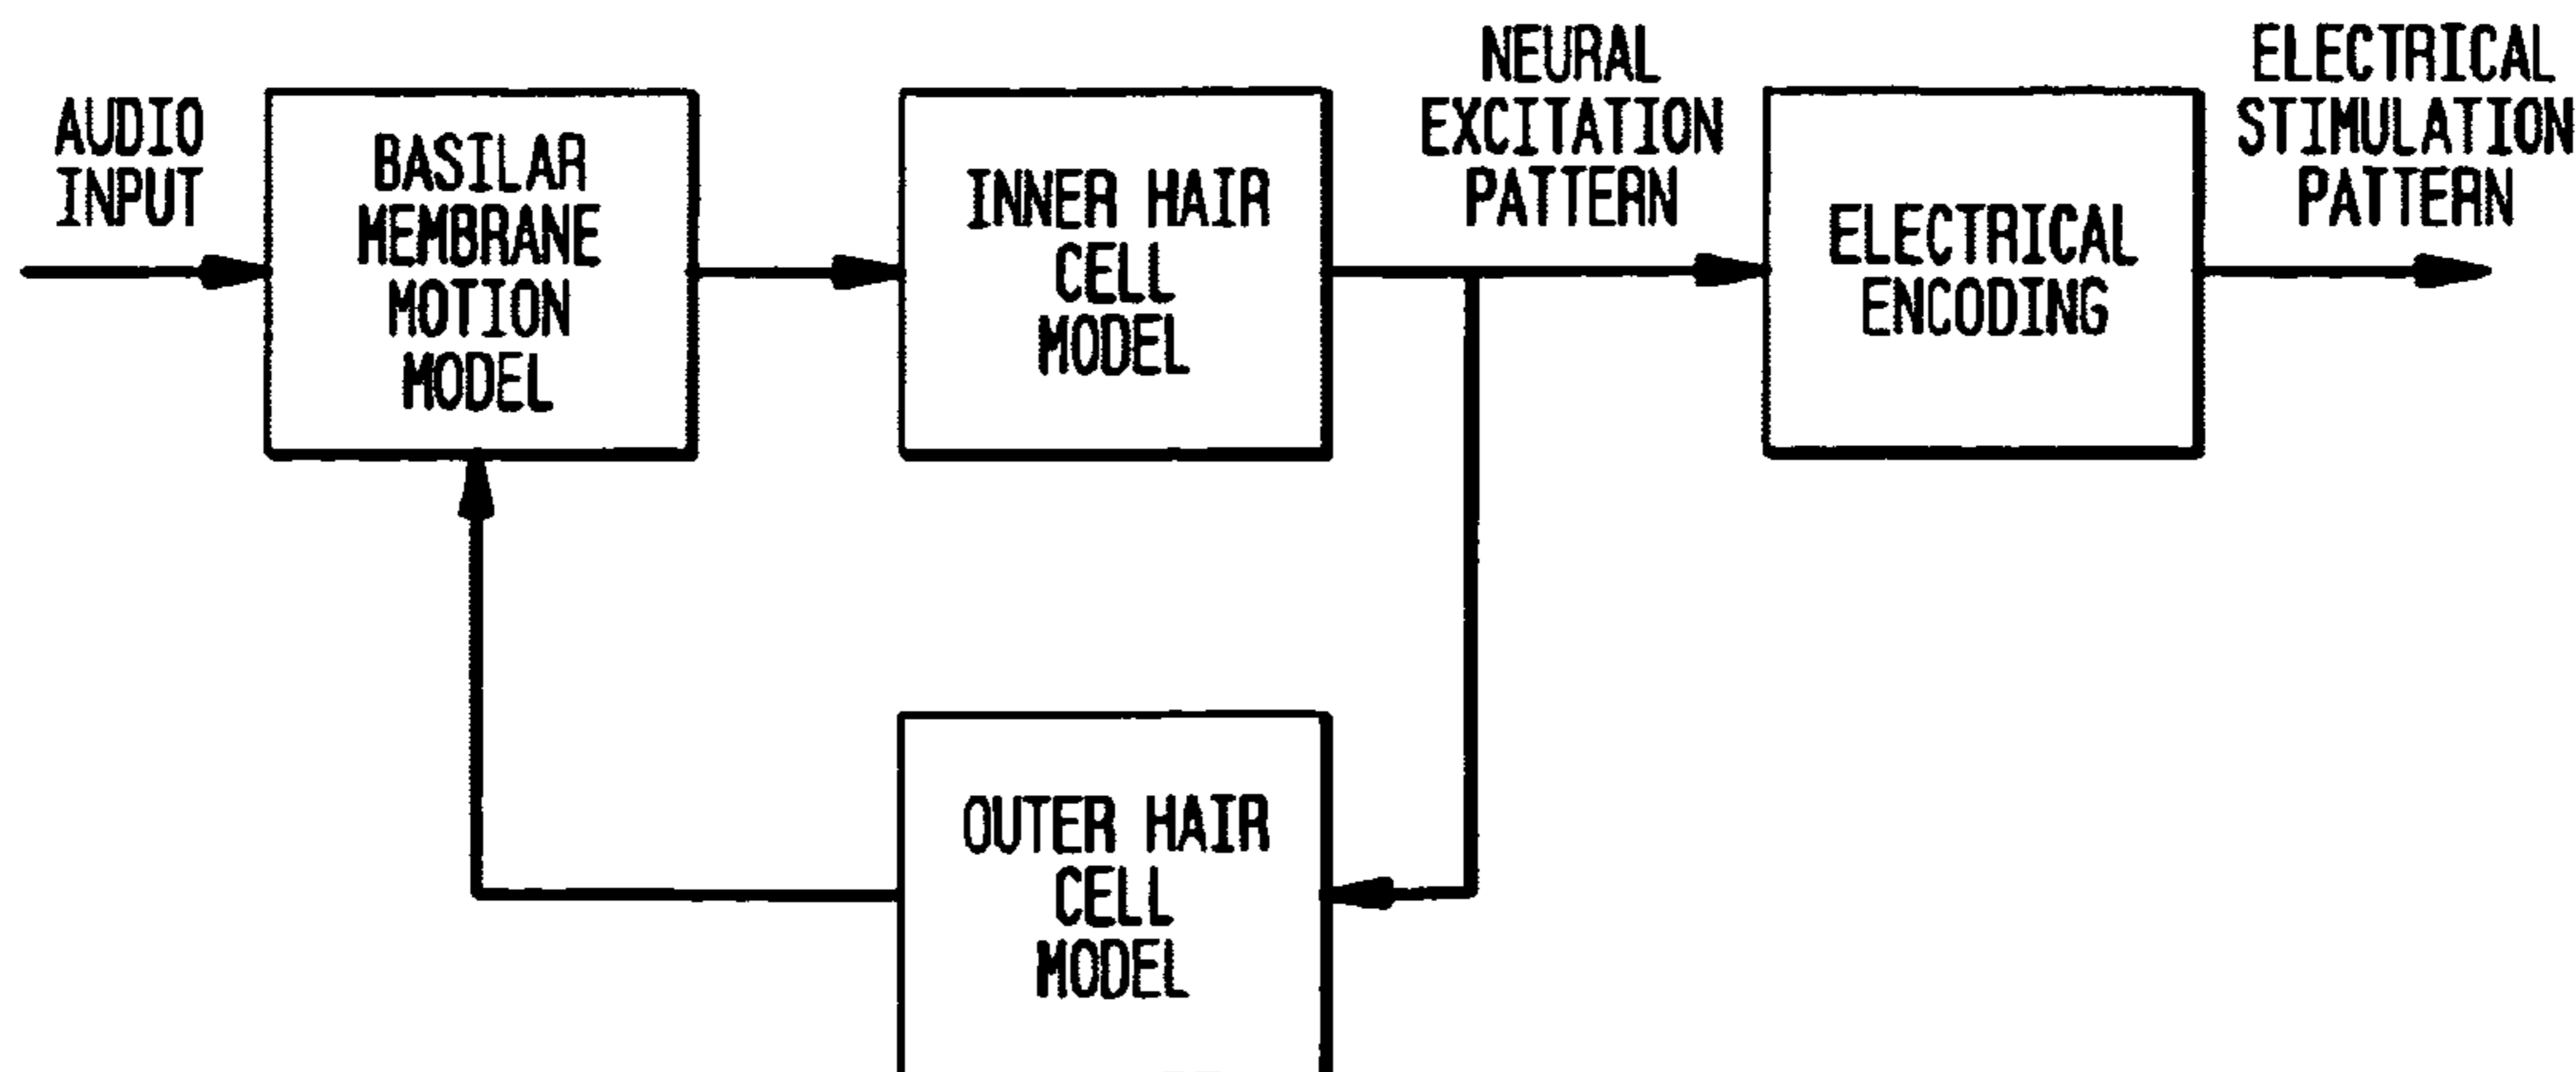 AUDIO
INPUT
BASILAR
MEMBRANE
MOTION
MODEL
INNER HAIR
CELL
MODEL
NEURAL
EXCITATION
PATTERN
ELECTRICAL
ENCODING
ELECTRICAL
STIMULATION
PATTERN
OUTER HAIR
CELL
MODEL